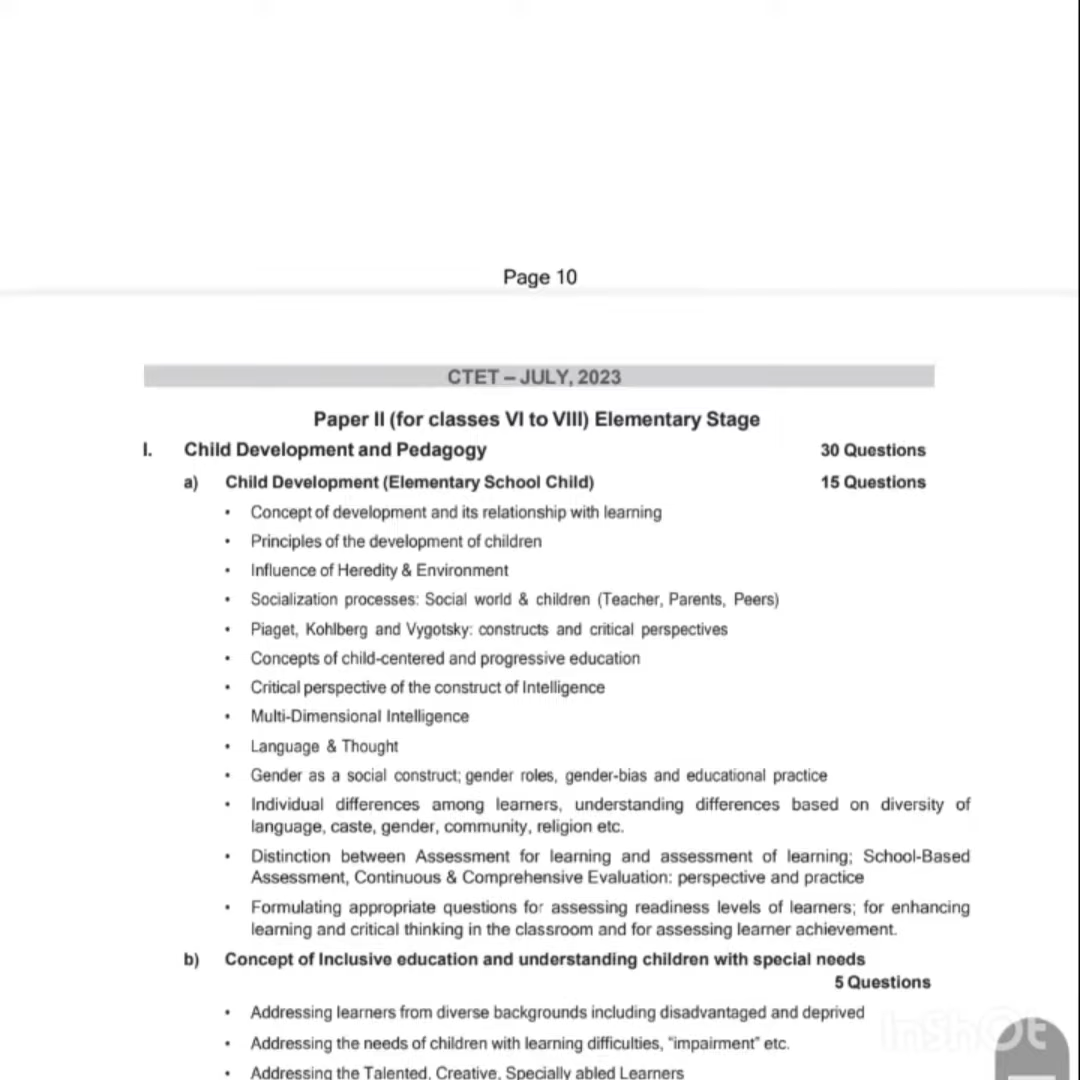 Page 10
CTET – JULY, 2023
Paper II (for classes VI to VIII) Elementary Stage
I. Child Development and Pedagogy 30 Questions
a) Child Development (Elementary School Child) 15 Questions
• Concept of development and its relationship with learning
• Principles of the development of children
• Influence of Heredity & Environment
• Socialization processes: Social world & children (Teacher, Parents, Peers)
• Piaget, Kohlberg and Vygotsky: constructs and critical perspectives
• Concepts of child-centered and progressive education
• Critical perspective of the construct of Intelligence
• Multi-Dimensional Intelligence
• Language & Thought
• Gender as a social construct; gender roles, gender-bias and educational practice
• Individual differences among learners, understanding differences based on diversity of
language, caste, gender, community, religion etc.
• Distinction between Assessment for learning and assessment of learning; School-Based
Assessment, Continuous & Comprehensive Evaluation: perspective and practice
• Formulating appropriate questions for assessing readiness levels of learners; for enhancing
learning and critical thinking in the classroom and for assessing learner achievement.
b) Concept of Inclusive education and understanding children with special needs
5 Questions
• Addressing learners from diverse backgrounds including disadvantaged and deprived
• Addressing the needs of children with learning difficulties, "impairment" etc.
• Addressing the Talented, Creative, Specially abled Learners
InShOt